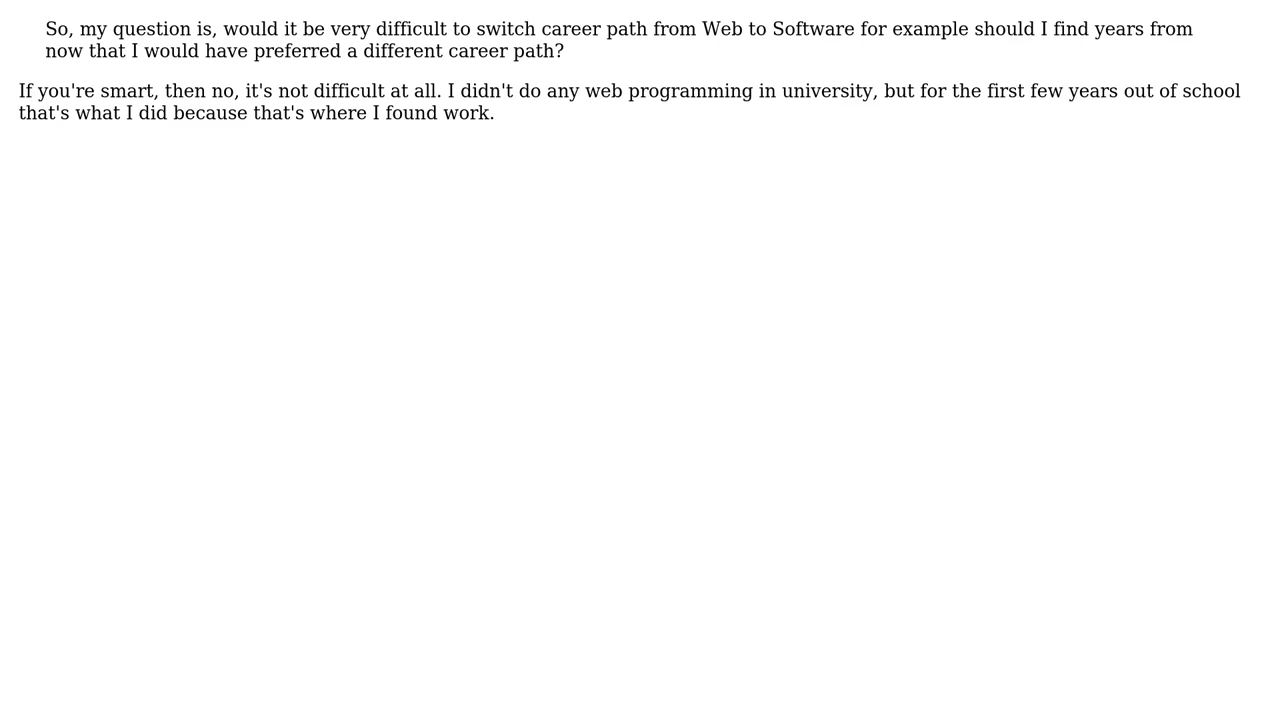 So, my question is, would it be very difficult to switch career path from Web to Software for example should I find years from
now that I would have preferred a different career path?
If you're smart, then no, it's not difficult at all. I didn't do any web programming in university, but for the first few years out of school
that's what I did because that's where I found work.